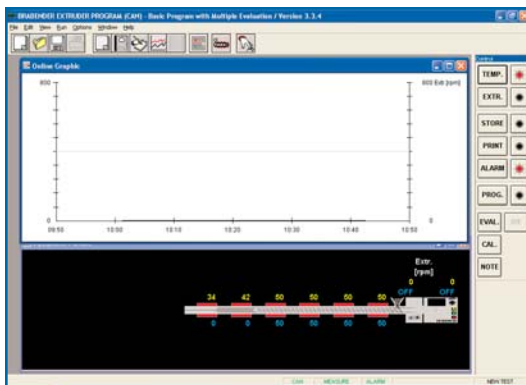 BRABENDER EXTRUDER PROGRAM (CAN) - Basic Program with Multiple Evaluation / Version 3.3.4
File Edit View Run Options Window Help
Online Graphic
800
800 Extr [rpm]
0
0
09:50 10:00 10:10 10:20 10:30 10:40 10:50
Extr.
[rpm]
0 0
OFF OFF
34 42 50 50 50 50
0 0 50 50 50 50
Control
TEMP.
EXTR.
STORE
PRINT
ALARM
PROG.
EVAL.
CAL.
NOTE
CAN MEASURE ALARM NEW TEST